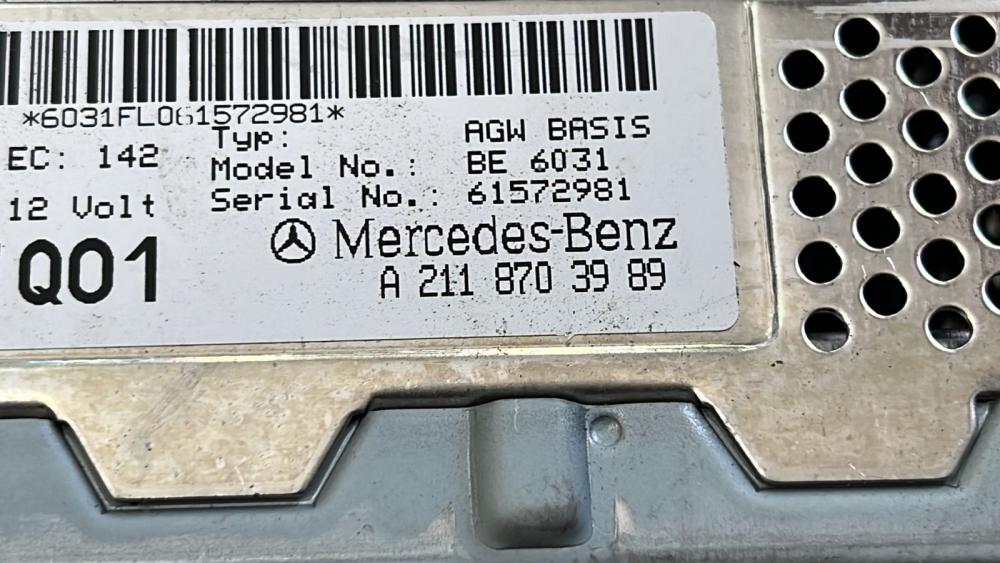 *6031FL061572981*
Typ: AGW BASIS
EC: 142
Model No.: BE 6031
12 Volt
Serial No.: 61572981
Q01
Mercedes-Benz
A 211 870 39 89